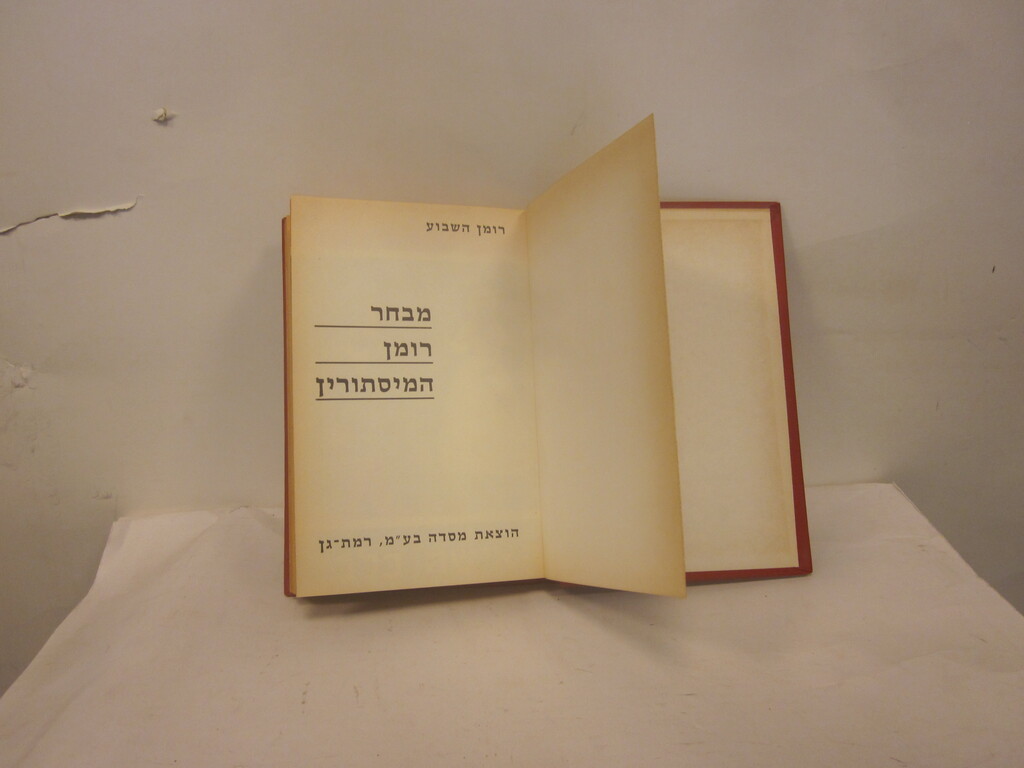 רומן השבוע
מבחר
רומן
המיסתורין
הוצאת מסדה בע״מ, רמת־גן